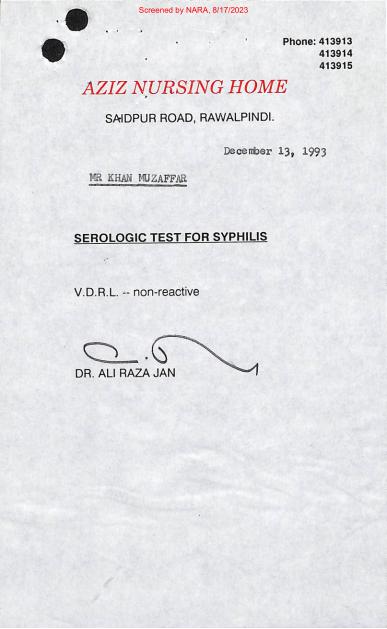 Screened by NARA, 8/17/2023
Phone: 413913
413914
413915
AZIZ NURSING HOME
SAIDPUR ROAD, RAWALPINDI.
December 13, 1993
MR KHAN MUZAFFAR
SEROLOGIC TEST FOR SYPHILIS
V.D.R.L. -- non-reactive
DR. ALI RAZA JAN